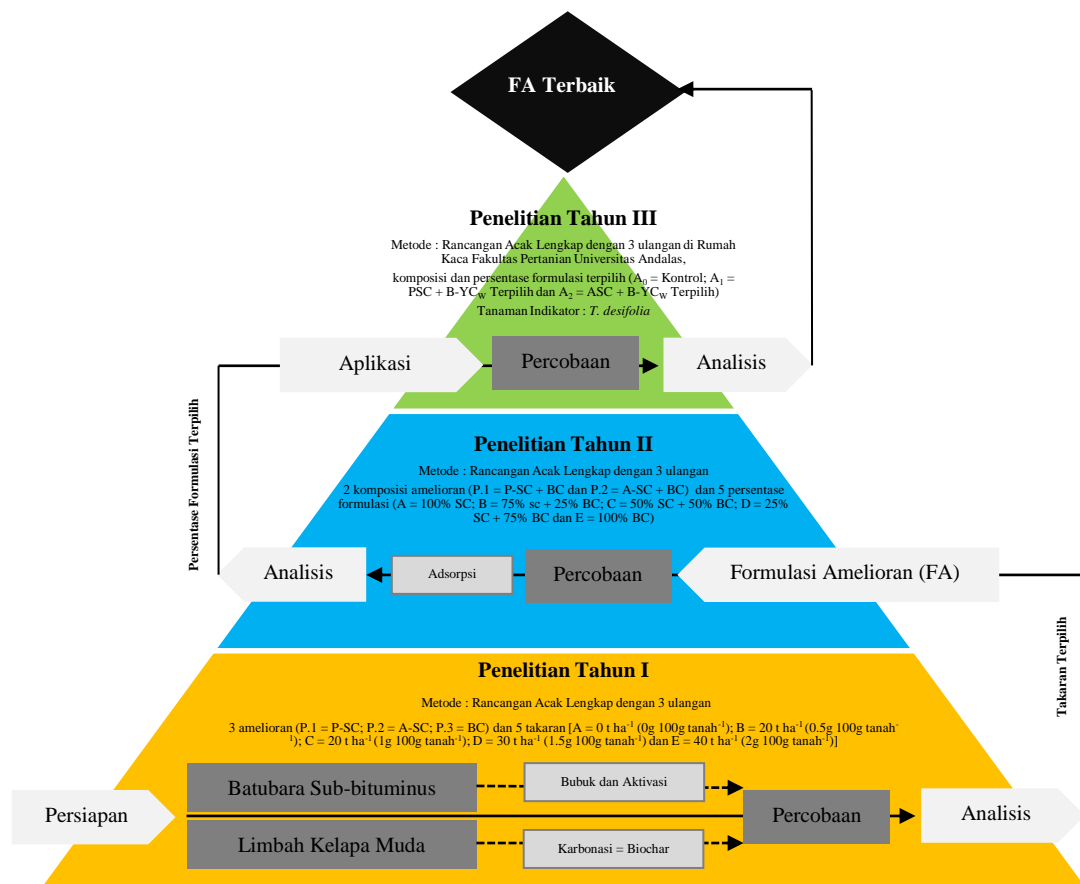 FA Terbaik
Penelitian Tahun III
Metode : Rancangan Acak Lengkap dengan 3 ulangan di Rumah
Kaca Fakultas Pertanian Universitas Andalas,
komposisi dan persentase formulasi terpilih (A₀ = Kontrol; A₁ =
PSC + B-YCw Terpilih dan A₂ = ASC + B-YCw Terpilih)
Tanaman Indikator : T. desifolia
Aplikasi
Percobaan
Analisis
Persentase Formulasi Terpilih
Penelitian Tahun II
Metode : Rancangan Acak Lengkap dengan 3 ulangan
2 komposisi amelioran (P.1 = P-SC + BC dan P.2 = A-SC + BC) dan 5 persentase
formulasi (A = 100% SC; B = 75% sc + 25% BC; C = 50% SC + 50% BC; D = 25%
SC + 75% BC dan E = 100% BC)
Analisis
Adsorpsi
Percobaan
Formulasi Amelioran (FA)
Takaran Terpilih
Penelitian Tahun I
Metode : Rancangan Acak Lengkap dengan 3 ulangan
3 amelioran (P.1 = P-SC; P.2 = A-SC; P.3 = BC) dan 5 takaran [A = 0 t ha⁻¹ (0g 100g tanah⁻¹); B = 20 t ha⁻¹ (0.5g 100g tanah⁻
¹); C = 20 t ha⁻¹ (1g 100g tanah⁻¹); D = 30 t ha⁻¹ (1.5g 100g tanah⁻¹) dan E = 40 t ha⁻¹ (2g 100g tanah⁻¹)]
Persiapan
Batubara Sub-bituminus
Bubuk dan Aktivasi
Limbah Kelapa Muda
Karbonasi = Biochar
Percobaan
Analisis